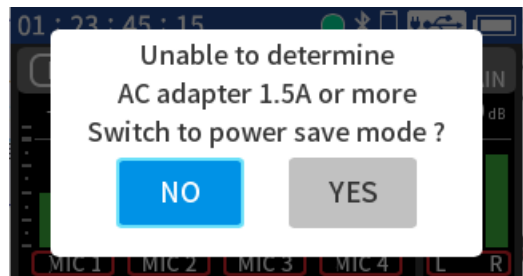 01 : 23 : 45 : 15
Unable to determine
AC adapter 1.5A or more
Switch to power save mode ?
IN
dB
NO
YES
MIC 1
MIC 2
MIC 3
MIC 4
L
R